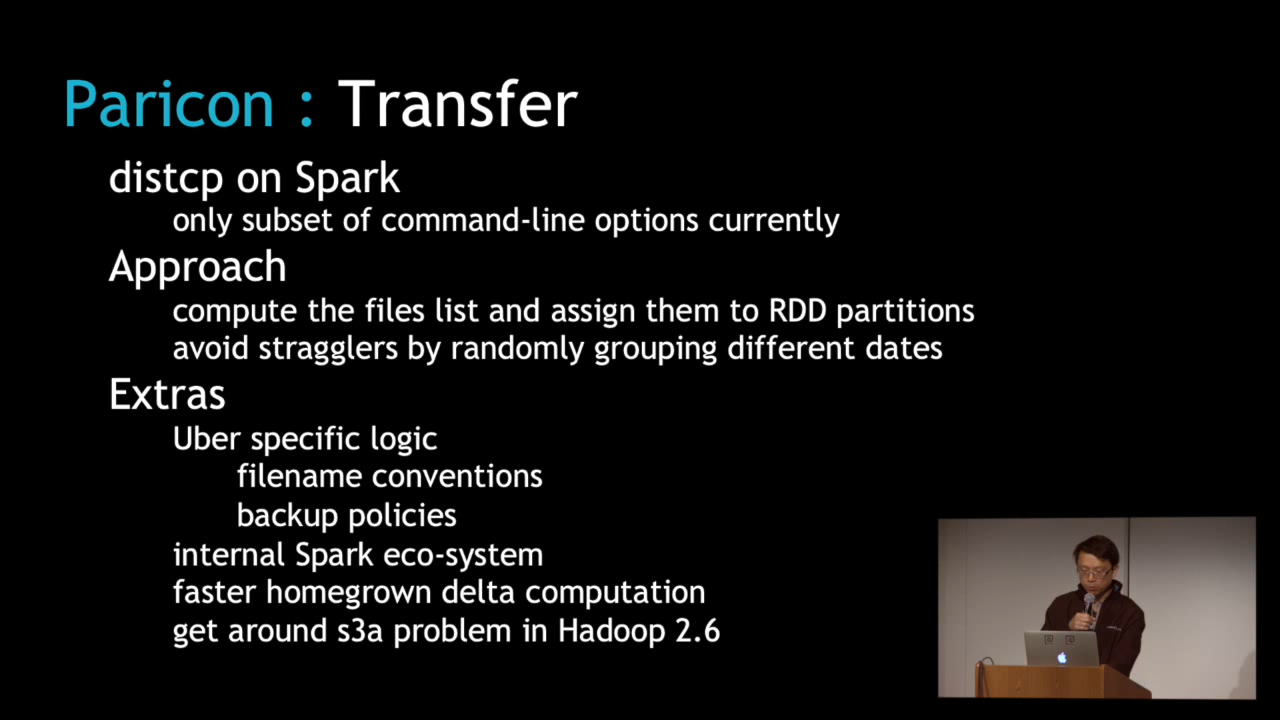 Paricon : Transfer
distcp on Spark
only subset of command-line options currently
Approach
compute the files list and assign them to RDD partitions
avoid stragglers by randomly grouping different dates
Extras
Uber specific logic
filename conventions
backup policies
internal Spark eco-system
faster homegrown delta computation
get around s3a problem in Hadoop 2.6